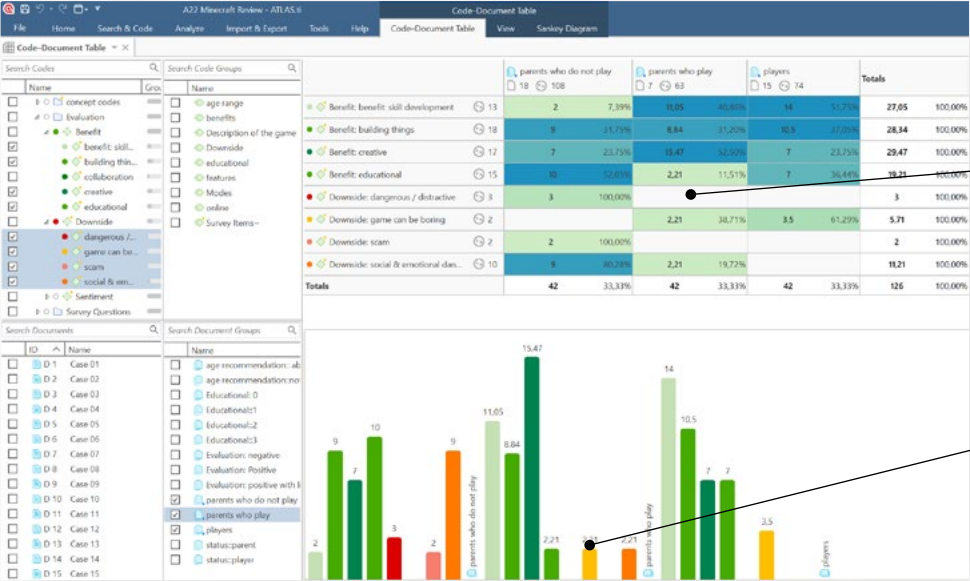 A22 Minecraft Review - ATLAS.ti
Code-Document Table
File Home Search & Code Analyze Import & Export Tools Help Code-Document Table View Sankey Diagram
Code-Document Table
Search Codes
Name Grou
concept codes
Evaluation
Benefit
benefit: skill...
building thin...
collaboration
creative
educational
Downside
dangerous /...
game can be...
scam
social & em...
Sentiment
Survey Questions
Search Code Groups
Name
age range
benefits
Description of the game
Downside
educational
features
Modes
online
Survey Items~
parents who do not play 18 108
parents who play 7 63
players 15 74
Totals
Benefit: benefit: skill development 13 2 7,39% 11,05 40,86% 14 51,75% 27,05 100,00%
Benefit: building things 18 9 31,75% 8,84 31,20% 10,5 37,05% 28,34 100,00%
Benefit: creative 17 7 23,75% 15,47 52,50% 7 23,75% 29,47 100,00%
Benefit: educational 15 10 52,05% 2,21 11,51% 7 36,44% 19,21 100,00%
Downside: dangerous / distractive 3 3 100,00% 3 100,00%
Downside: game can be boring 2 2,21 38,71% 3,5 61,29% 5,71 100,00%
Downside: scam 2 2 100,00% 2 100,00%
Downside: social & emotional dan... 10 9 80,28% 2,21 19,72% 11,21 100,00%
Totals 42 33,33% 42 33,33% 42 33,33% 126 100,00%
Search Documents
ID Name
D 1 Case 01
D 2 Case 02
D 3 Case 03
D 4 Case 04
D 5 Case 05
D 6 Case 06
D 7 Case 07
D 8 Case 08
D 9 Case 09
D 10 Case 10
D 11 Case 11
D 12 Case 12
D 13 Case 13
D 14 Case 14
D 15 Case 15
Search Document Groups
Name
age recommendation:: ab
age recommendation:no
Educational: 0
Educational::1
Educational::2
Educational::3
Evaluation: negative
Evaluation: Positive
Evaluation: positive with li
parents who do not play
parents who play
players
status::parent
status::player
2
9
7
10
3
2
9
parents who do not play
11,05
8,84
15,47
2,21
2,21
2,21
parents who play
14
10,5
7
7
3,5
players